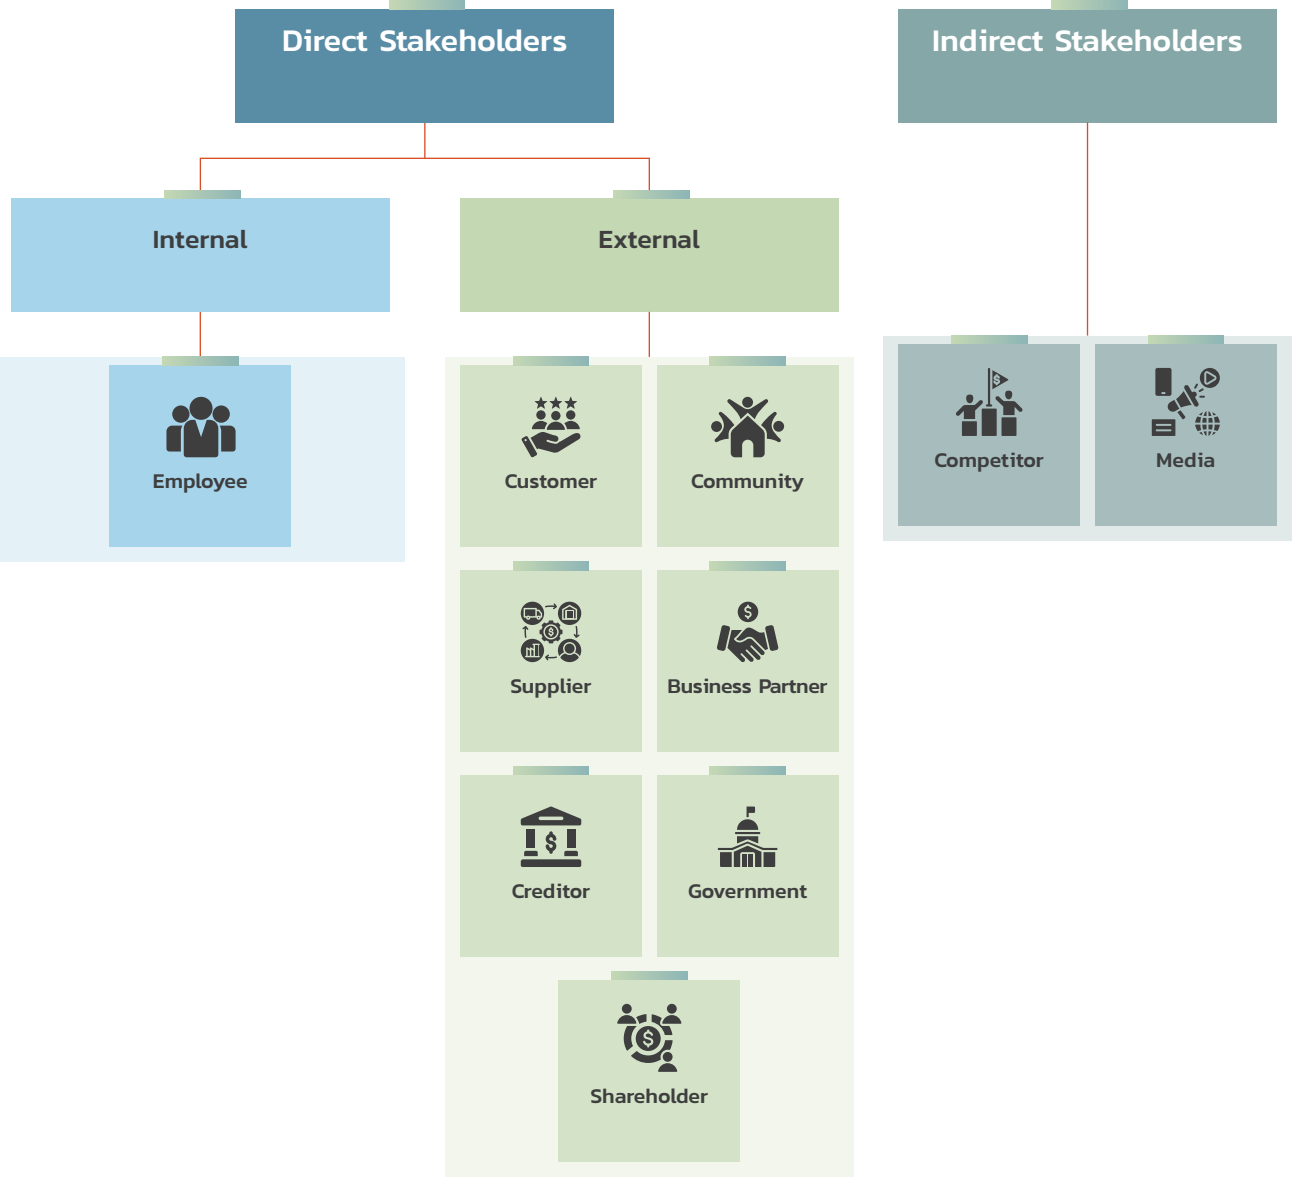 Direct Stakeholders
Indirect Stakeholders
Internal
External
Employee
Customer
Community
Competitor
Media
Supplier
Business Partner
Creditor
Government
Shareholder